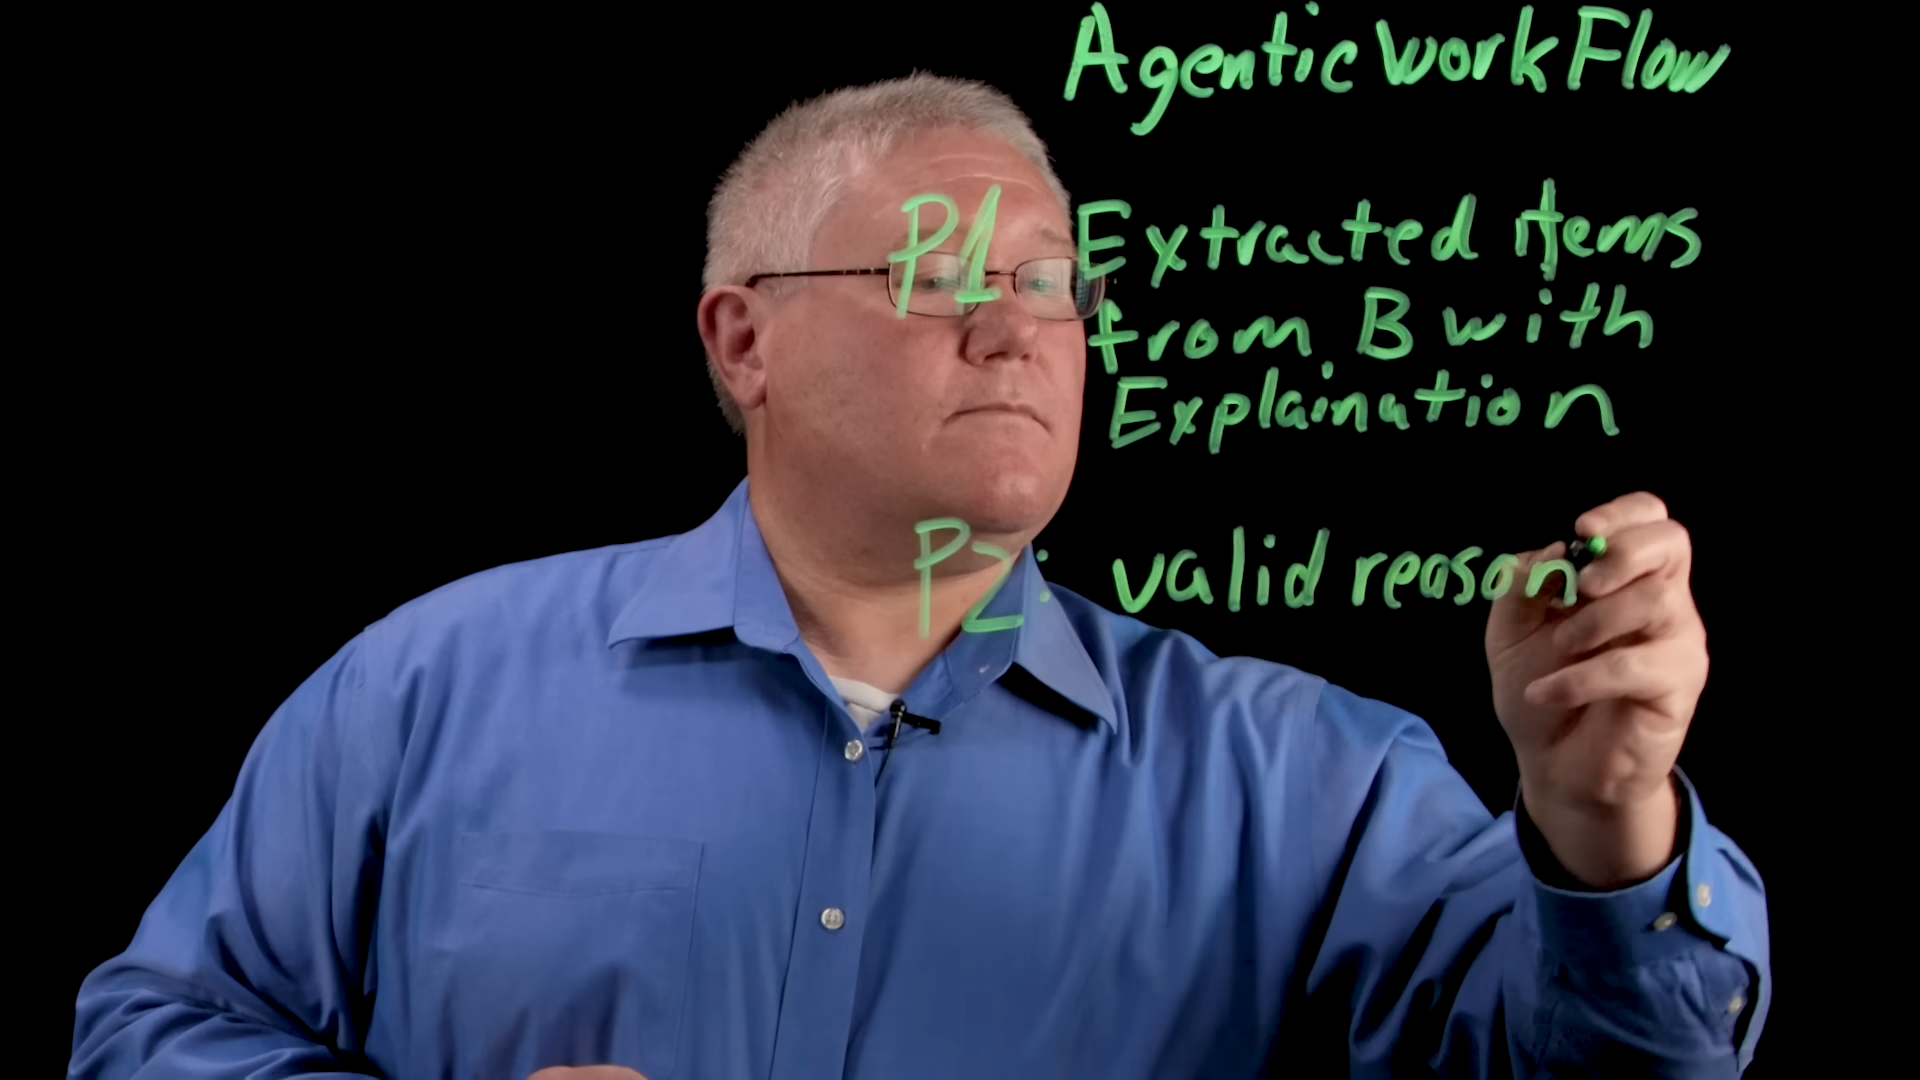 Agentic WorkFlow
P1 Extracted items
from B with
Explaination
P2: valid reason